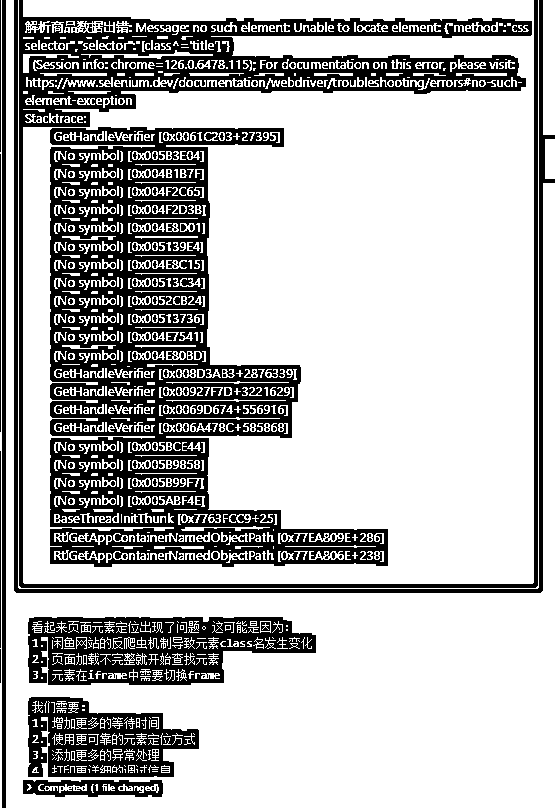 解析商品数据出错: Message: no such element: Unable to locate element: {"method":"css
selector","selector":"[class^='title']"}
(Session info: chrome=126.0.6478.115); For documentation on this error, please visit:
https://www.selenium.dev/documentation/webdriver/troubleshooting/errors#no-such-
element-exception
Stacktrace:
GetHandleVerifier [0x0061C203+27395]
(No symbol) [0x005B3E04]
(No symbol) [0x004B1B7F]
(No symbol) [0x004F2C65]
(No symbol) [0x004F2D3B]
(No symbol) [0x004E8D01]
(No symbol) [0x005139E4]
(No symbol) [0x004E8C15]
(No symbol) [0x00513C34]
(No symbol) [0x0052CB24]
(No symbol) [0x00513736]
(No symbol) [0x004E7541]
(No symbol) [0x004E80BD]
GetHandleVerifier [0x008D3AB3+2876339]
GetHandleVerifier [0x00927F7D+3221629]
GetHandleVerifier [0x0069D674+556916]
GetHandleVerifier [0x006A478C+585868]
(No symbol) [0x005BCE44]
(No symbol) [0x005B9858]
(No symbol) [0x005B99F7]
(No symbol) [0x005ABF4E]
BaseThreadInitThunk [0x7763FCC9+25]
RtlGetAppContainerNamedObjectPath [0x77EA809E+286]
RtlGetAppContainerNamedObjectPath [0x77EA806E+238]
看起来页面元素定位出现了问题。这可能是因为:
1. 闲鱼网站的反爬虫机制导致元素class名发生变化
2. 页面加载不完整就开始查找元素
3. 元素在iframe中需要切换frame
我们需要:
1. 增加更多的等待时间
2. 使用更可靠的元素定位方式
3. 添加更多的异常处理
4. 打印更详细的调试信息
> Completed (1 file changed)